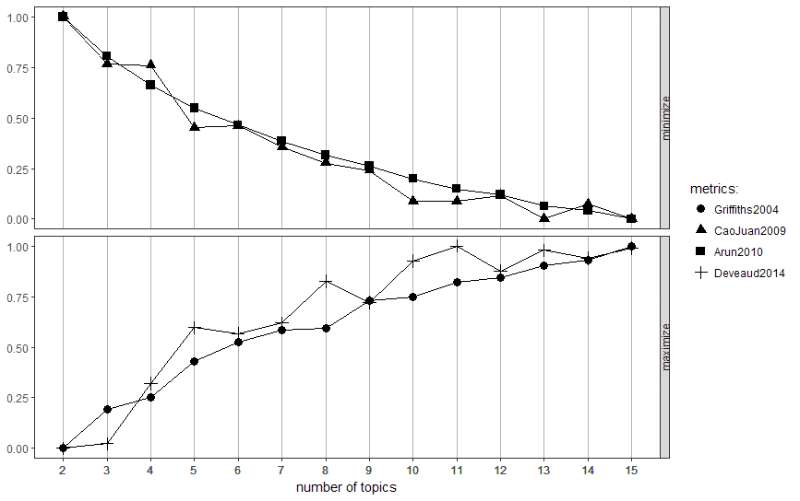 1.00
0.75
0.50
0.25
0.00
minimize
1.00
0.75
0.50
0.25
0.00
maximize
2 3 4 5 6 7 8 9 10 11 12 13 14 15
number of topics
metrics:
Griffiths2004
CaoJuan2009
Arun2010
Deveaud2014